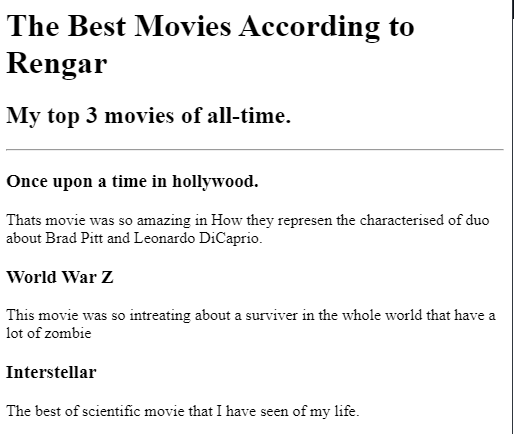 The Best Movies According to
Rengar
My top 3 movies of all-time.
Once upon a time in hollywood.
Thats movie was so amazing in How they represen the characterised of duo
about Brad Pitt and Leonardo DiCaprio.
World War Z
This movie was so intreating about a surviver in the whole world that have a
lot of zombie
Interstellar
The best of scientific movie that I have seen of my life.